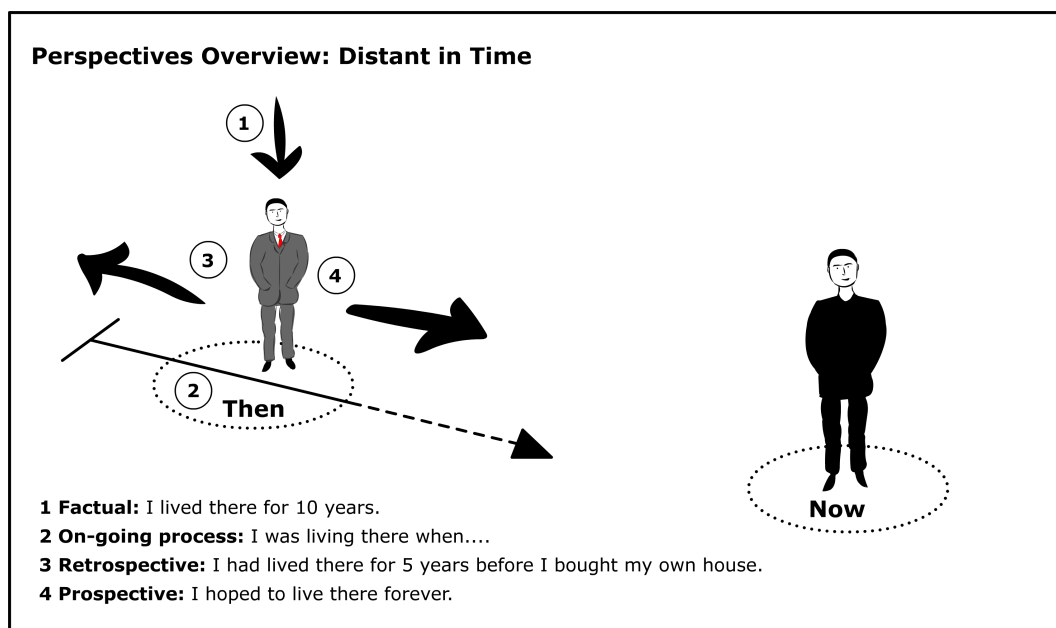 Perspectives Overview: Distant in Time
1
3
4
2
Then
Now
1 Factual: I lived there for 10 years.
2 On-going process: I was living there when....
3 Retrospective: I had lived there for 5 years before I bought my own house.
4 Prospective: I hoped to live there forever.